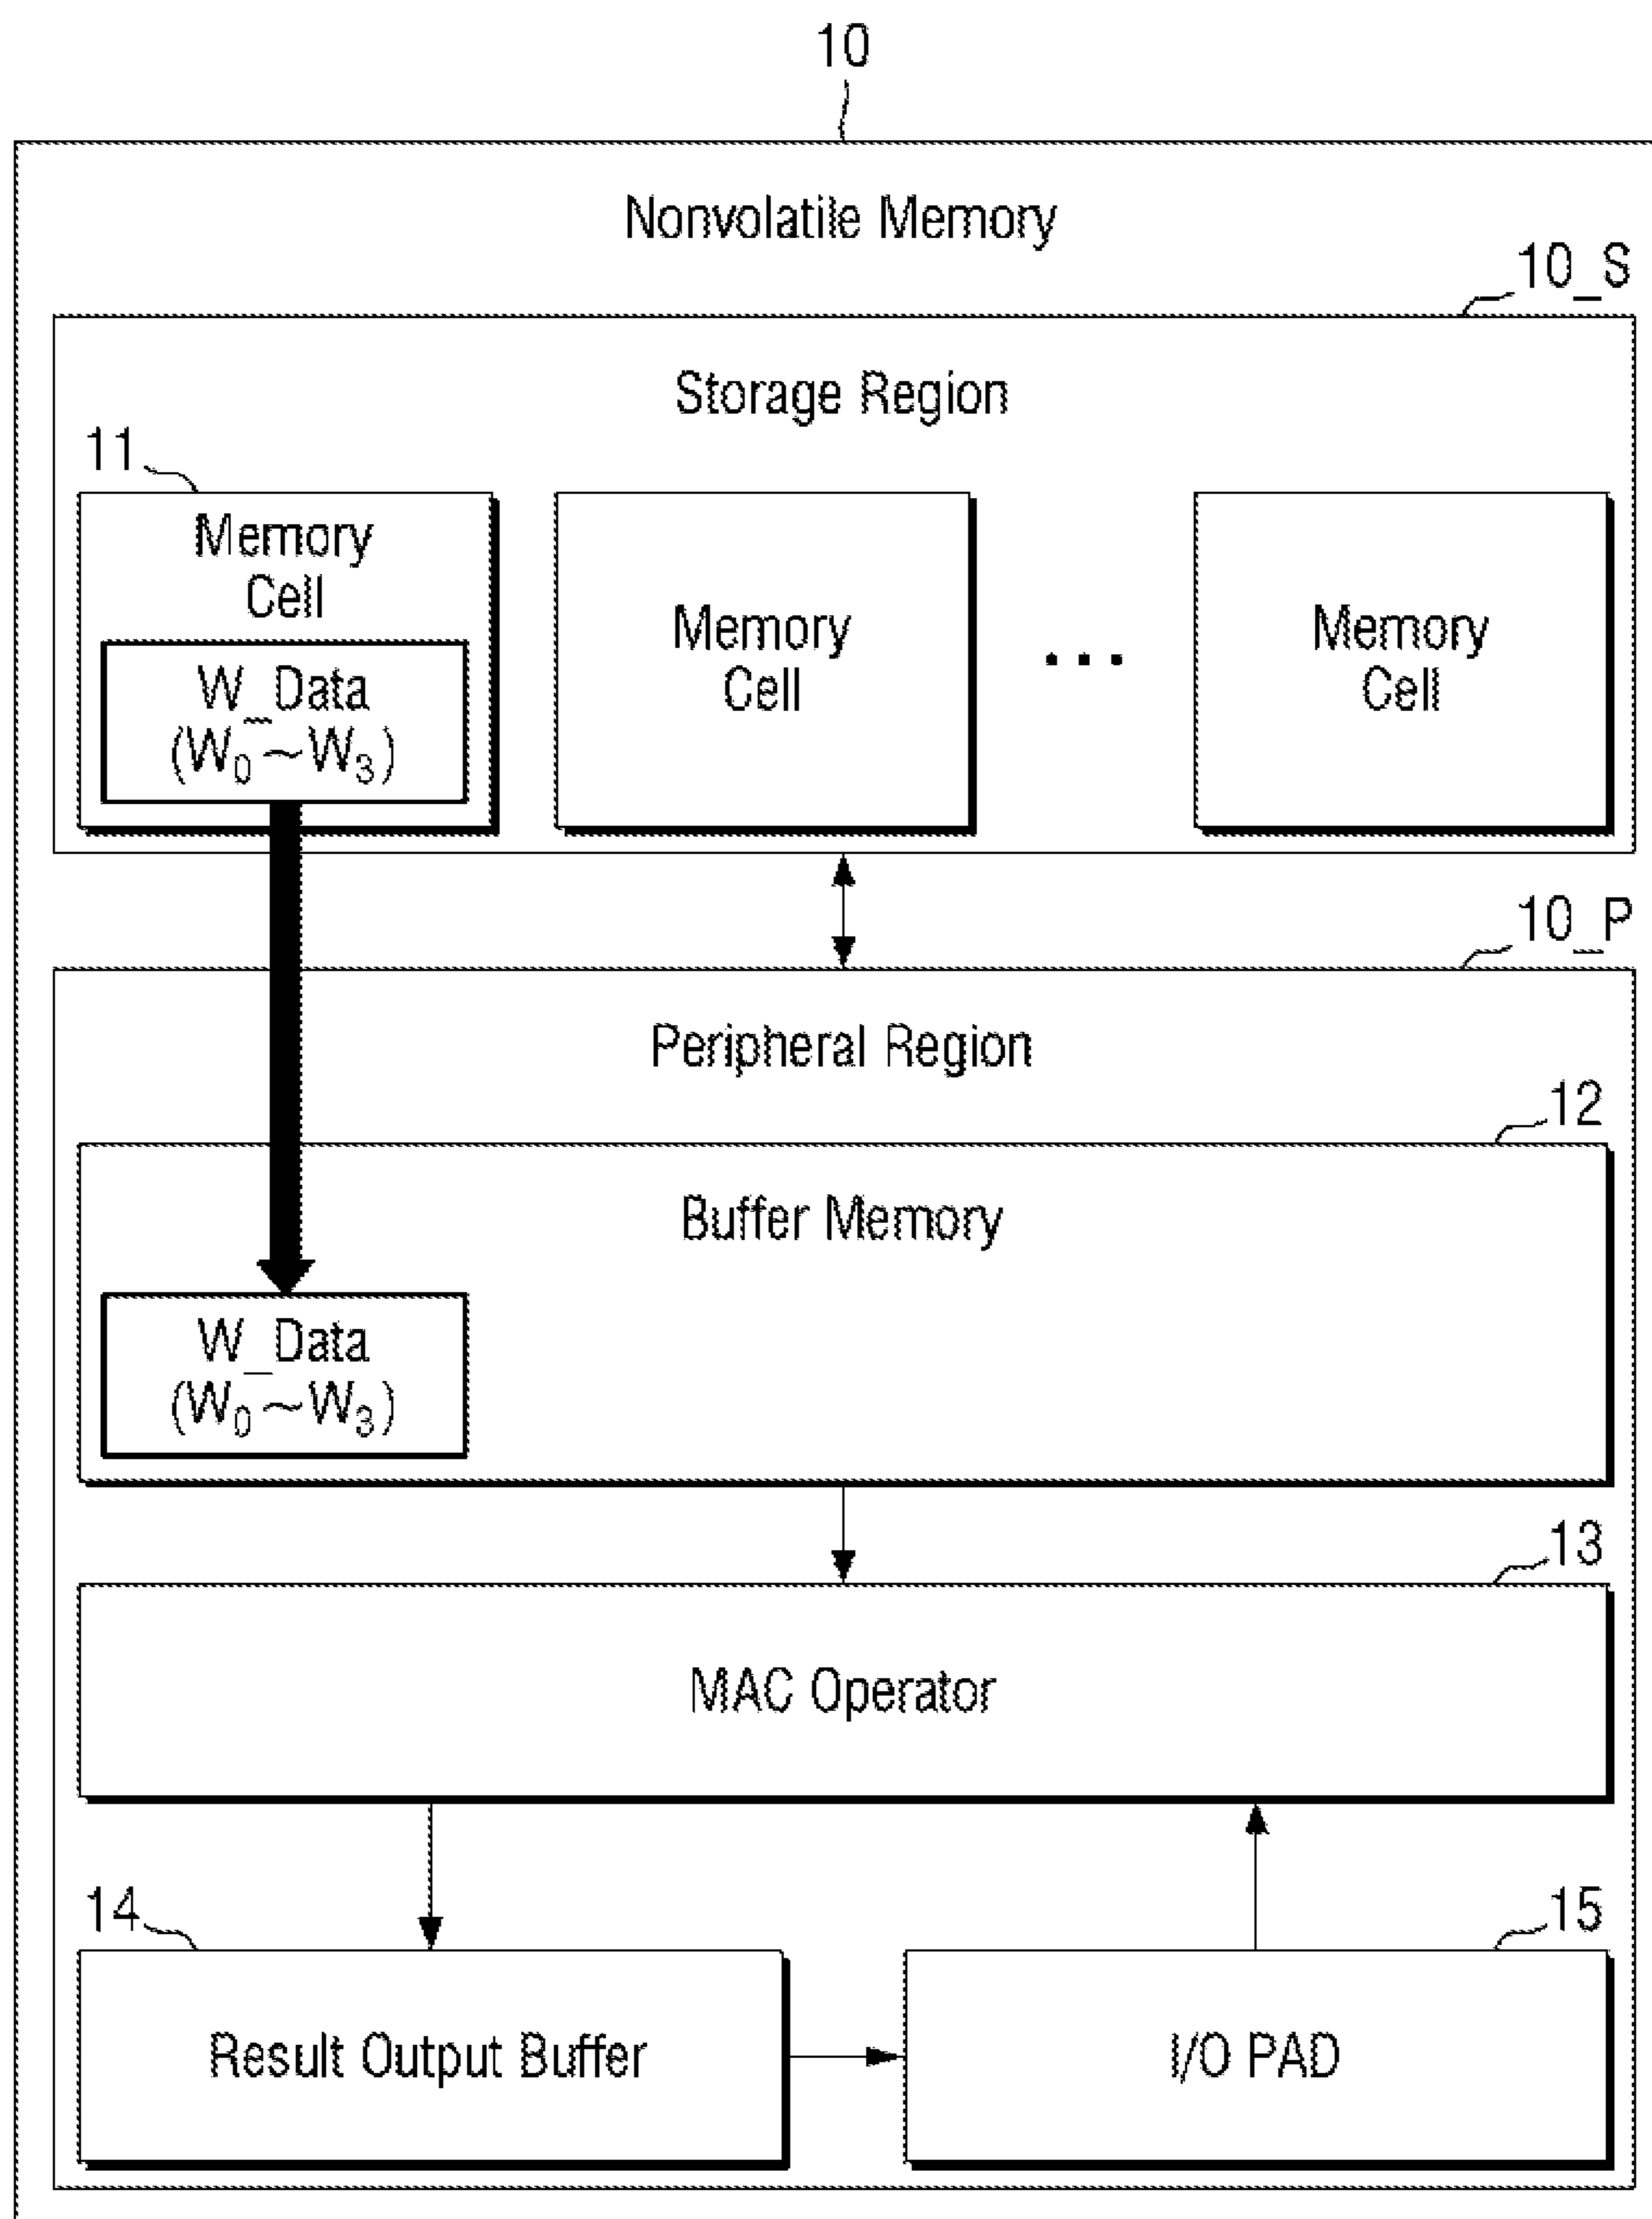 10
Nonvolatile Memory
10_S
Storage Region
11
Memory
Cell
W_Data
(W₀~W₃)
Memory
Cell
...
Memory
Cell
10_P
Peripheral Region
12
Buffer Memory
W_Data
(W₀~W₃)
13
MAC Operator
14
15
Result Output Buffer
I/O PAD